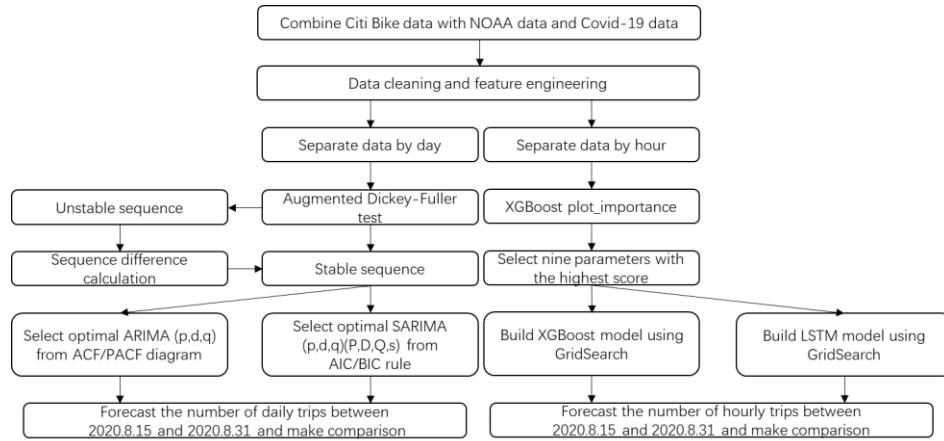 Combine Citi Bike data with NOAA data and Covid-19 data
Data cleaning and feature engineering
Separate data by day
Separate data by hour
Unstable sequence
Augmented Dickey-Fuller
test
XGBoost plot_importance
Sequence difference
calculation
Stable sequence
Select nine parameters with
the highest score
Select optimal ARIMA (p,d,q)
from ACF/PACF diagram
Select optimal SARIMA
(p,d,q)(P,D,Q,s) from
AIC/BIC rule
Build XGBoost model using
GridSearch
Build LSTM model using
GridSearch
Forecast the number of daily trips between
2020.8.15 and 2020.8.31 and make comparison
Forecast the number of hourly trips between
2020.8.15 and 2020.8.31 and make comparison